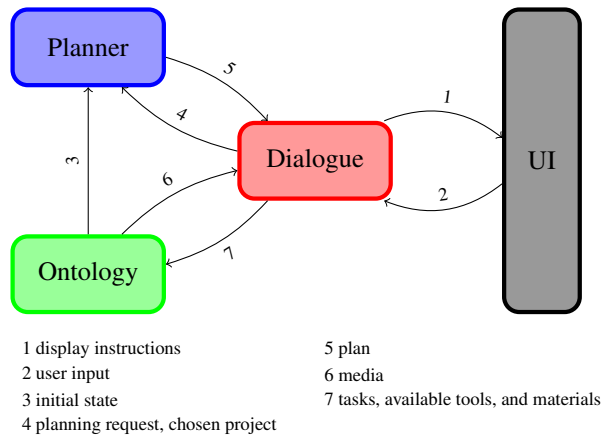 Planner
5
4
1
Dialogue
UI
3
6
2
7
Ontology
1 display instructions
2 user input
3 initial state
4 planning request, chosen project
5 plan
6 media
7 tasks, available tools, and materials